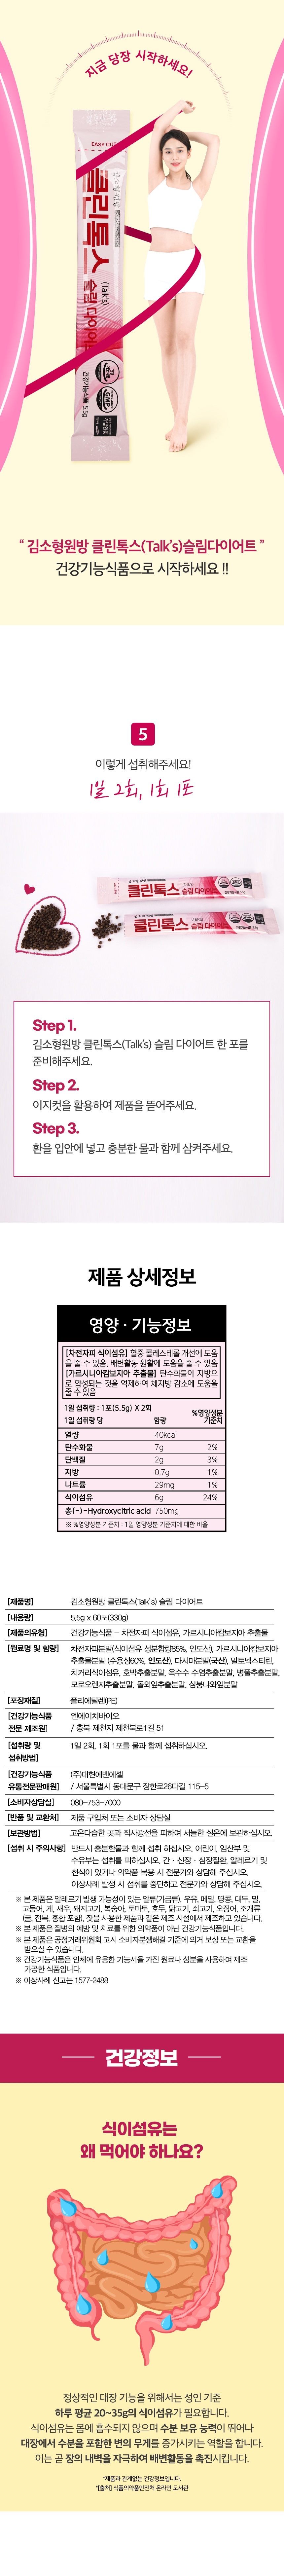 지금 당장 시작하세요!
EASY CUT
김소형원방
클린톡스
(Talk's)
슬림 다이어트
건강기능식품 5.5g
GMP
“ 김소형원방 클린톡스(Talk’s)슬림다이어트 ”
건강기능식품으로 시작하세요 !!
5
이렇게 섭취해주세요!
1일 2회, 1회 1포
클린톡스 슬림 다이어트
클린톡스 슬림 다이어트
Step 1.
김소형원방 클린톡스(Talk's) 슬림 다이어트 한 포를
준비해주세요.
Step 2.
이지컷을 활용하여 제품을 뜯어주세요.
Step 3.
환을 입안에 넣고 충분한 물과 함께 삼켜주세요.
제품 상세정보
영양 · 기능정보
[차전자피 식이섬유] 혈중 콜레스테롤 개선에 도움
을 줄 수 있음, 배변활동 원활에 도움을 줄 수 있음
[가르시니아캄보지아 추출물] 탄수화물이 지방으
로 합성되는 것을 억제하여 체지방 감소에 도움을
줄 수 있음
1일 섭취량 : 1포(5.5g) X 2회
1일 섭취량 당 함량 %영양성분 기준치
열량 40kcal
탄수화물 7g 2%
단백질 2g 3%
지방 0.7g 1%
나트륨 29mg 1%
식이섬유 6g 24%
총(-)-Hydroxycitric acid 750mg
※ %영양성분 기준치 : 1일 영양성분 기준치에 대한 비율
[제품명] 김소형원방 클린톡스(Talk's) 슬림 다이어트
[내용량] 5.5g x 60포(330g)
[제품의유형] 건강기능식품 - 차전자피 식이섬유, 가르시니아캄보지아 추출물
[원료명 및 함량] 차전자피분말(식이섬유 성분함량85%, 인도산), 가르시니아캄보지아
추출물분말 (수용성60%, 인도산), 다시마분말(국산), 말토덱스타린,
치커리식이섬유, 호박추출분말, 옥수수 수염추출분말, 병풀추출분말,
모로오렌지추출분말, 돌외잎추출분말, 삼붕냐와잎분말
[포장재질] 폴리에틸렌(PE)
[건강기능식품 엔에이치바이오
전문 제조원] / 충북 제천시 제천북로1길 51
[섭취량 및 1일 2회, 1회 1포를 물과 함께 섭취하십시오.
섭취방법]
[건강기능식품 (주)대현에벤에셀
유통전문판매원] / 서울특별시 동대문구 장한로26다길 115-5
[소비자상담실] 080-753-7000
[반품 및 교환처] 제품 구입처 또는 소비자 상담실
[보관방법] 고온다습한 곳과 직사광선을 피하여 서늘한 실온에 보관하십시오.
[섭취 시 주의사항] 반드시 충분한물과 함께 섭취 하십시오. 어린이, 임산부 및
수유부는 섭취를 피하십시오. 간 · 신장 · 심장질환, 알레르기 및
천식이 있거나 의약품 복용 시 전문가와 상담해 주십시오.
이상사례 발생 시 섭취를 중단하고 전문가와 상담해 주십시오.
※ 본 제품은 알레르기 발생 가능성이 있는 알류(가금류), 우유, 메밀, 땅콩, 대두, 밀,
고등어, 게, 새우, 돼지고기, 복숭아, 토마토, 호두, 닭고기, 쇠고기, 오징어, 조개류
(굴, 전복, 홍합 포함), 잣을 사용한 제품과 같은 제조 시설에서 제조하고 있습니다.
※ 본 제품은 질병의 예방 및 치료를 위한 의약품이 아닌 건강기능식품입니다.
※ 본 제품은 공정거래위원회 고시 소비자분쟁해결 기준에 의거 보상 또는 교환을
받으실 수 있습니다.
※ 건강기능식품은 인체에 유용한 기능서을 가진 원료나 성분을 사용하여 제조
가공한 식품입니다.
※ 이상사례 신고는 1577-2488
건강정보
식이섬유는
왜 먹어야 하나요?
정상적인 대장 기능을 위해서는 성인 기준
하루 평균 20~35g의 식이섬유가 필요합니다.
식이섬유는 몸에 흡수되지 않으며 수분 보유 능력이 뛰어나
대장에서 수분을 포함한 변의 무게를 증가시키는 역할을 합니다.
이는 곧 장의 내벽을 자극하여 배변활동을 촉진시킵니다.
*제품과 관계없는 건강정보입니다.
*[출처] 식품의약품안전처 온라인 도서관